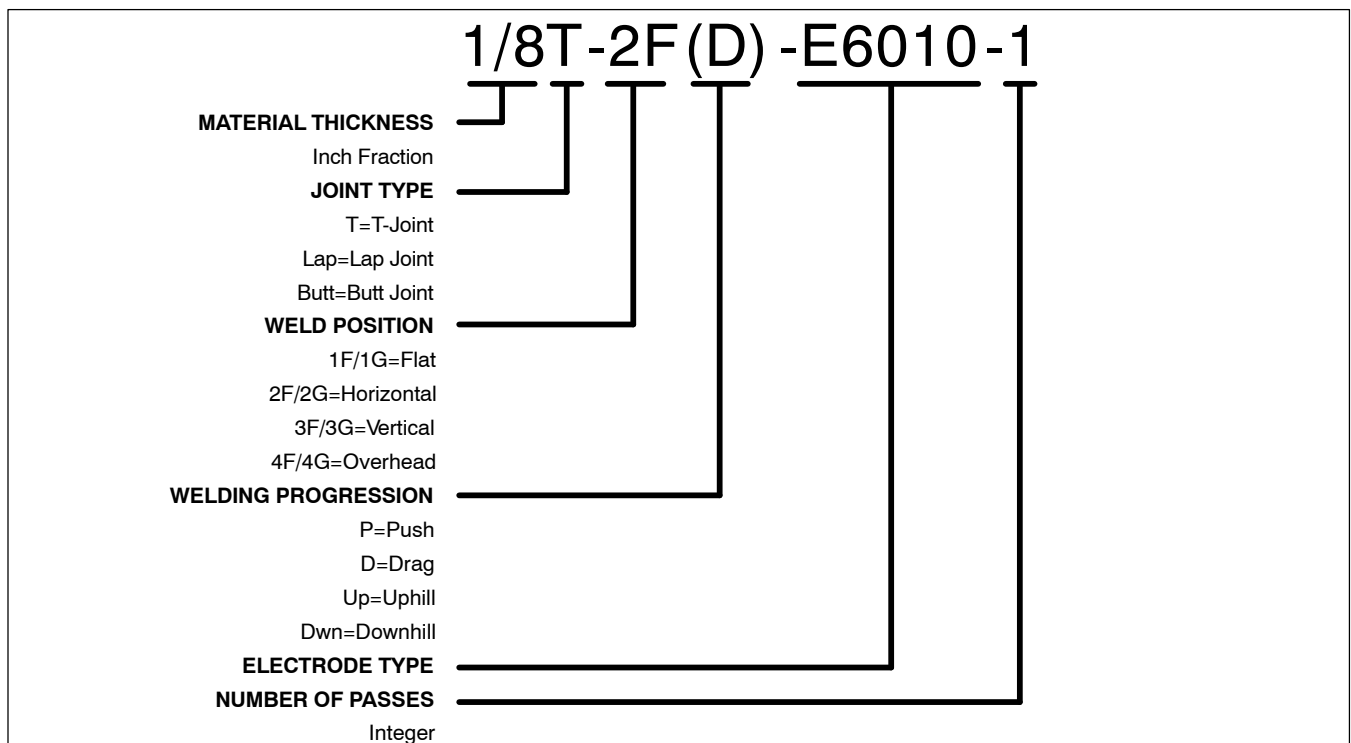 1/8T-2F(D)-E6010-1
MATERIAL THICKNESS
Inch Fraction
JOINT TYPE
T=T-Joint
Lap=Lap Joint
Butt=Butt Joint
WELD POSITION
1F/1G=Flat
2F/2G=Horizontal
3F/3G=Vertical
4F/4G=Overhead
WELDING PROGRESSION
P=Push
D=Drag
Up=Uphill
Dwn=Downhill
ELECTRODE TYPE
NUMBER OF PASSES
Integer